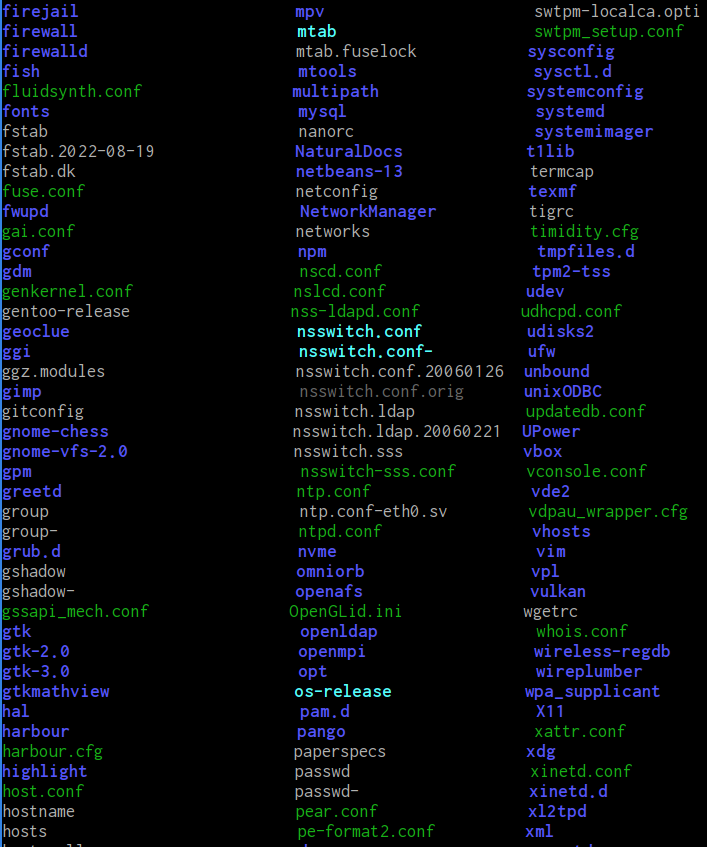 firejail mpv swtpm-localca.opti
firewall mtab swtpm_setup.conf
firewalld mtab.fuselock sysconfig
fish mtools sysctl.d
fluidsynth.conf multipath systemconfig
fonts mysql systemd
fstab nanorc systemimager
fstab.2022-08-19 NaturalDocs t1lib
fstab.dk netbeans-13 termcap
fuse.conf netconfig texmf
fwupd NetworkManager tigrc
gai.conf networks timidity.cfg
gconf npm tmpfiles.d
gdm nscd.conf tpm2-tss
genkernel.conf nslcd.conf udev
gentoo-release nss-ldapd.conf udhcpd.conf
geoclue nsswitch.conf udisks2
ggi nsswitch.conf- ufw
ggz.modules nsswitch.conf.20060126 unbound
gimp nsswitch.conf.orig unixODBC
gitconfig nsswitch.ldap updatedb.conf
gnome-chess nsswitch.ldap.20060221 UPower
gnome-vfs-2.0 nsswitch.sss vbox
gpm nsswitch-sss.conf vconsole.conf
greetd ntp.conf vde2
group ntp.conf-eth0.sv vdpau_wrapper.cfg
group- ntpd.conf vhosts
grub.d nvme vim
gshadow omniorb vpl
gshadow- openafs vulkan
gssapi_mech.conf OpenGLid.ini wgetrc
gtk openldap whois.conf
gtk-2.0 openmpi wireless-regdb
gtk-3.0 opt wireplumber
gtkmathview os-release wpa_supplicant
hal pam.d X11
harbour pango xattr.conf
harbour.cfg paperspecs xdg
highlight passwd xinetd.conf
host.conf passwd- xinetd.d
hostname pear.conf xl2tpd
hosts pe-format2.conf xml